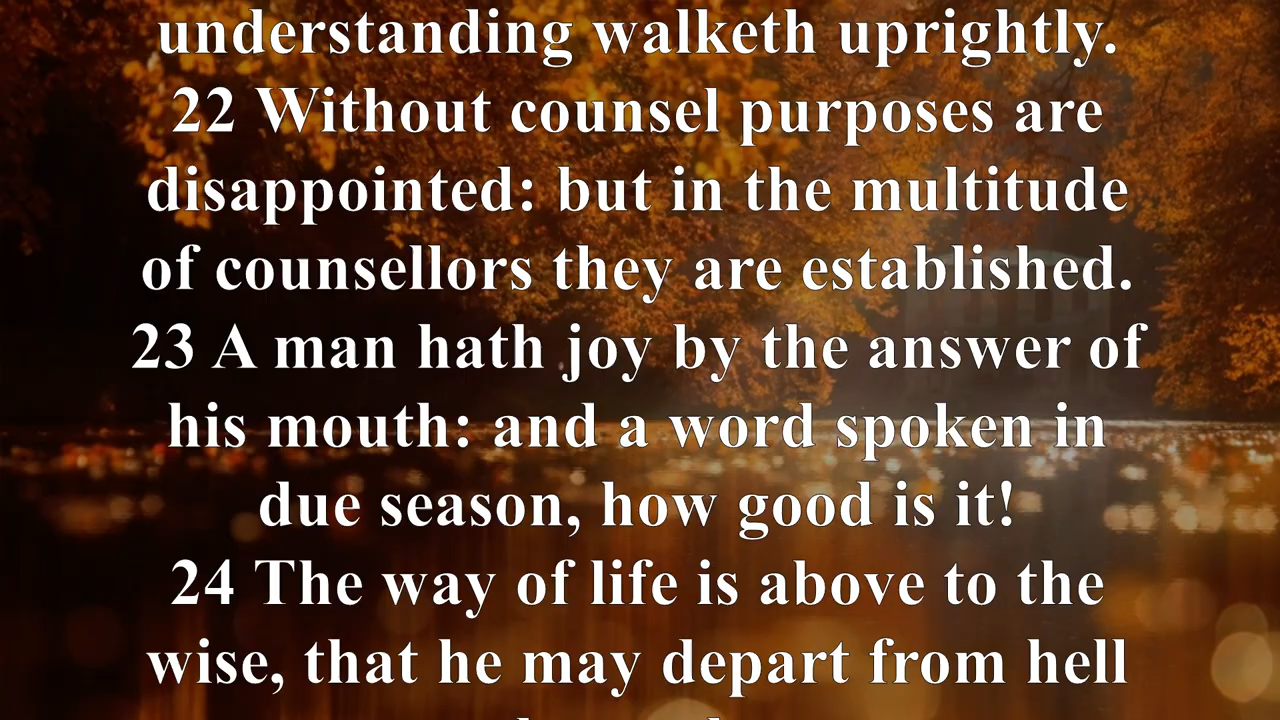 understanding walketh uprightly.
22 Without counsel purposes are
disappointed: but in the multitude
of counsellors they are established.
23 A man hath joy by the answer of
his mouth: and a word spoken in
due season, how good is it!
24 The way of life is above to the
wise, that he may depart from hell